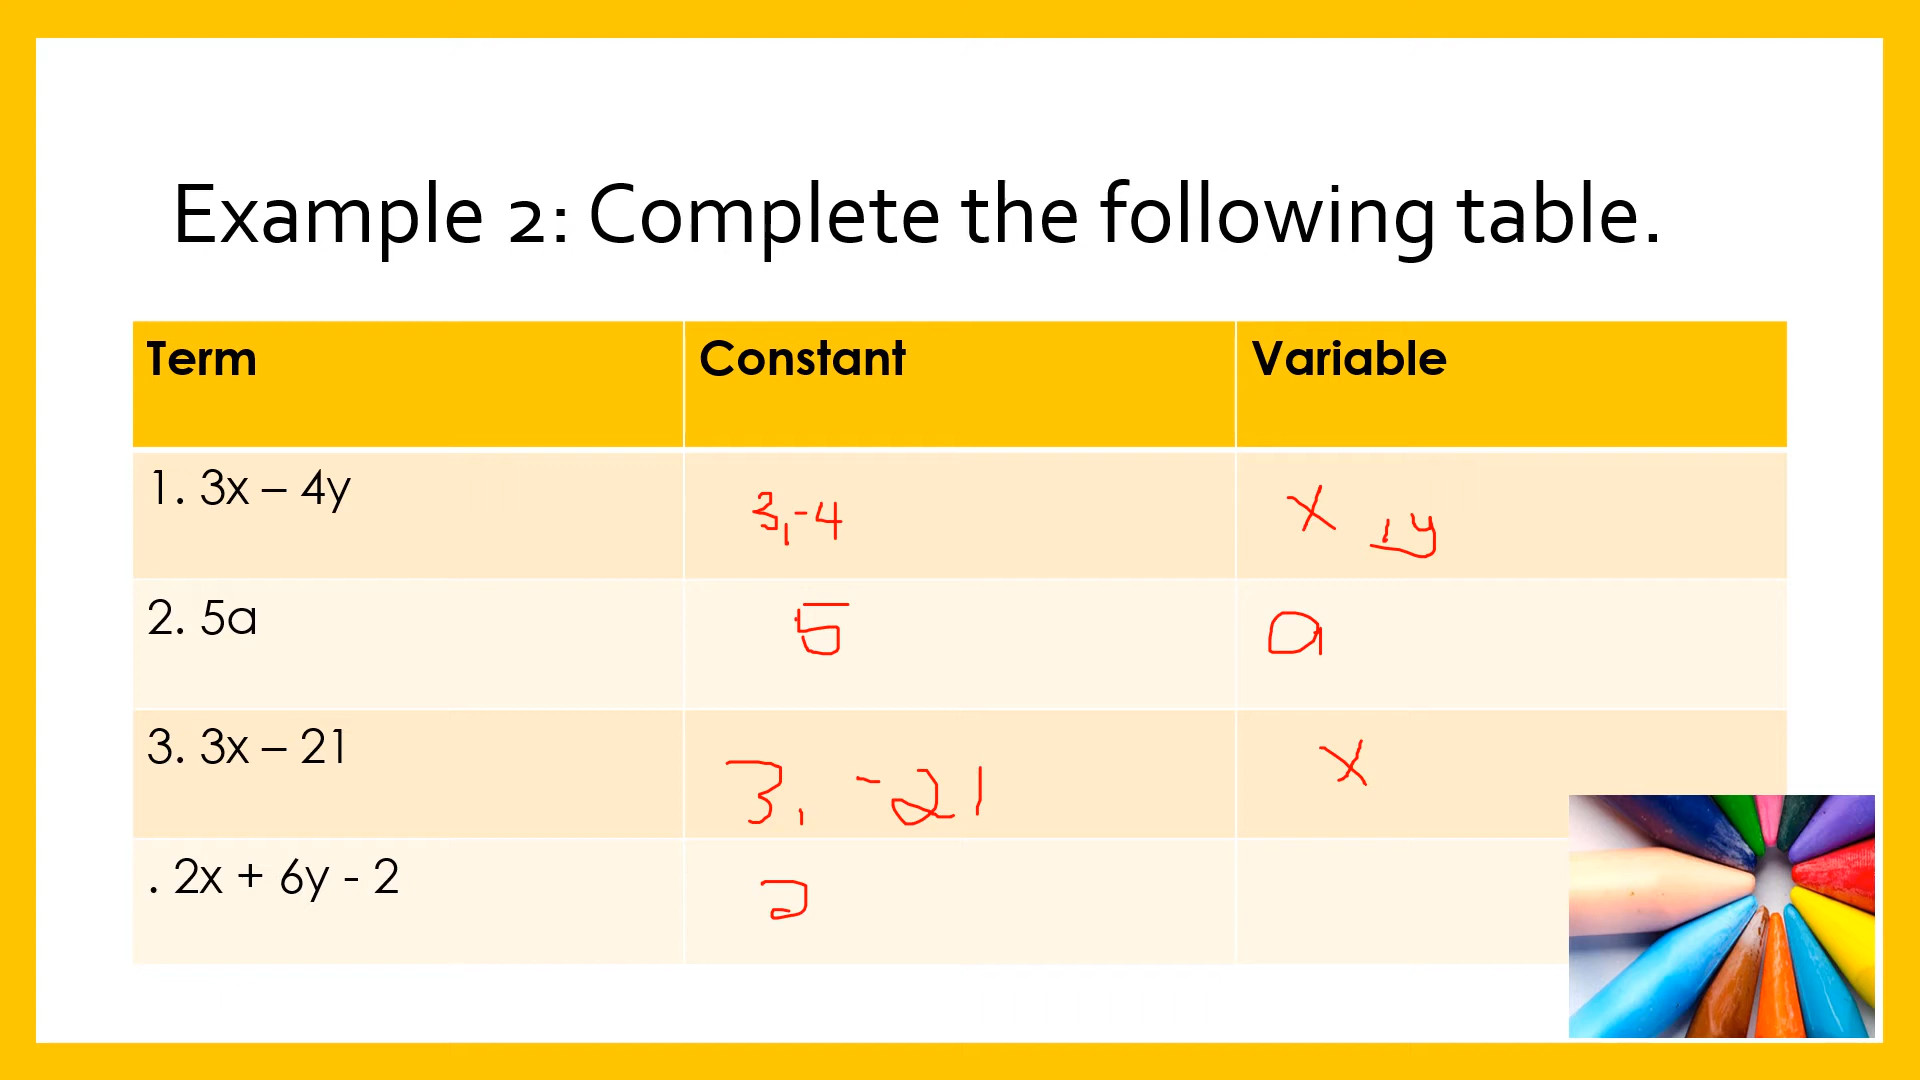 Example 2: Complete the following table.
Term Constant Variable
1. 3x – 4y 3, -4 x , y
2. 5a 5 a
3. 3x – 21 3, -21 x
. 2x + 6y - 2 2